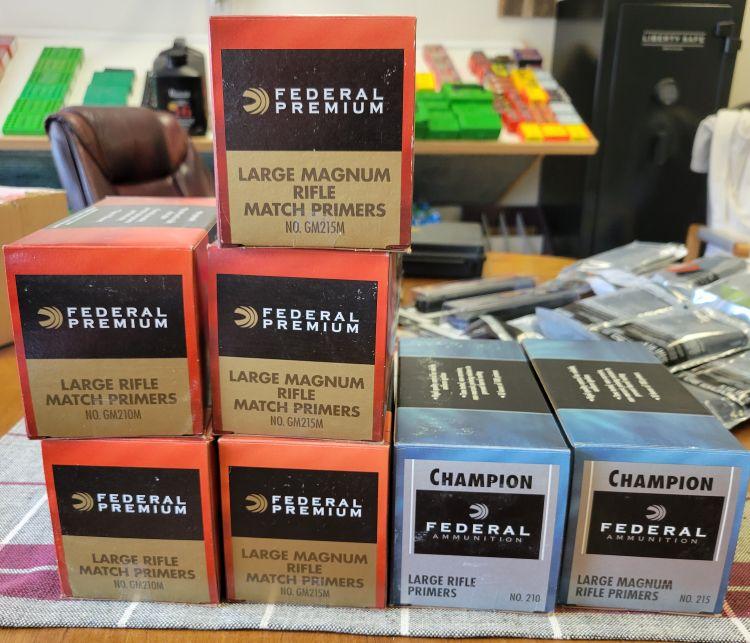 LIBERTY SAFE
FEDERAL
PREMIUM
LARGE MAGNUM
RIFLE
MATCH PRIMERS
NO. GM215M
FEDERAL
PREMIUM
LARGE RIFLE
MATCH PRIMERS
NO. GM210M
FEDERAL
PREMIUM
LARGE MAGNUM
RIFLE
MATCH PRIMERS
NO. GM215M
FEDERAL
PREMIUM
LARGE RIFLE
MATCH PRIMERS
NO. GM210M
FEDERAL
PREMIUM
LARGE MAGNUM
RIFLE
MATCH PRIMERS
NO. GM215M
CHAMPION
FEDERAL
AMMUNITION
LARGE RIFLE
PRIMERS
NO. 210
CHAMPION
FEDERAL
AMMUNITION
LARGE MAGNUM
RIFLE PRIMERS
NO. 215